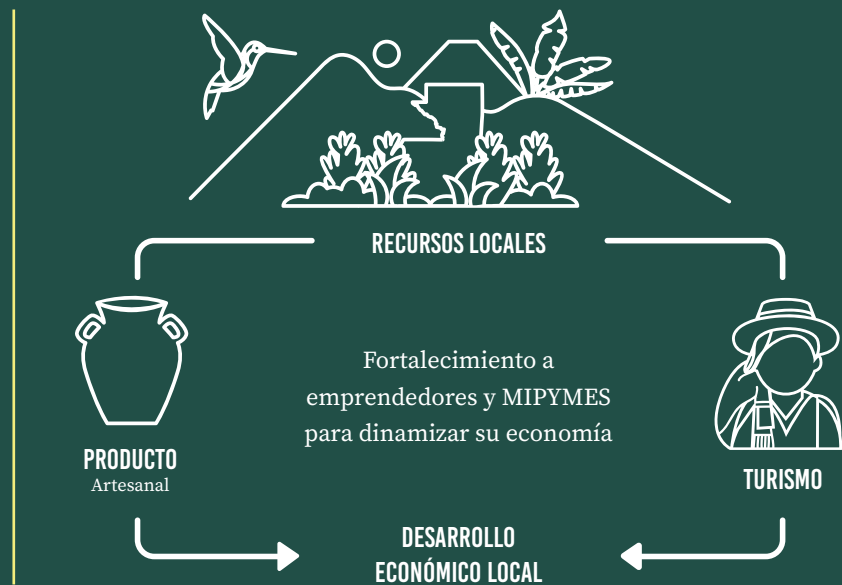 RECURSOS LOCALES
Fortalecimiento a
emprendedores y MIPYMES
para dinamizar su economía
PRODUCTO
Artesanal
TURISMO
DESARROLLO
ECONÓMICO LOCAL